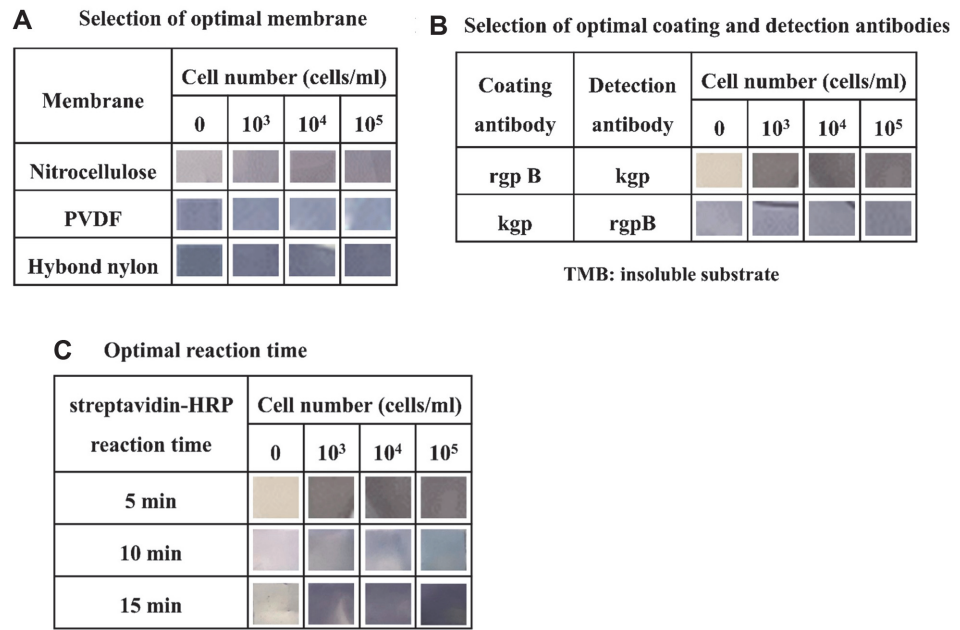 A Selection of optimal membrane
Membrane
Cell number (cells/ml)
0 10³ 10⁴ 10⁵
Nitrocellulose
PVDF
Hybond nylon
B Selection of optimal coating and detection antibodies
Coating antibody
Detection antibody
Cell number (cells/ml)
0 10³ 10⁴ 10⁵
rgp B kgp
kgp rgpB
TMB: insoluble substrate
C Optimal reaction time
streptavidin-HRP
reaction time
Cell number (cells/ml)
0 10³ 10⁴ 10⁵
5 min
10 min
15 min